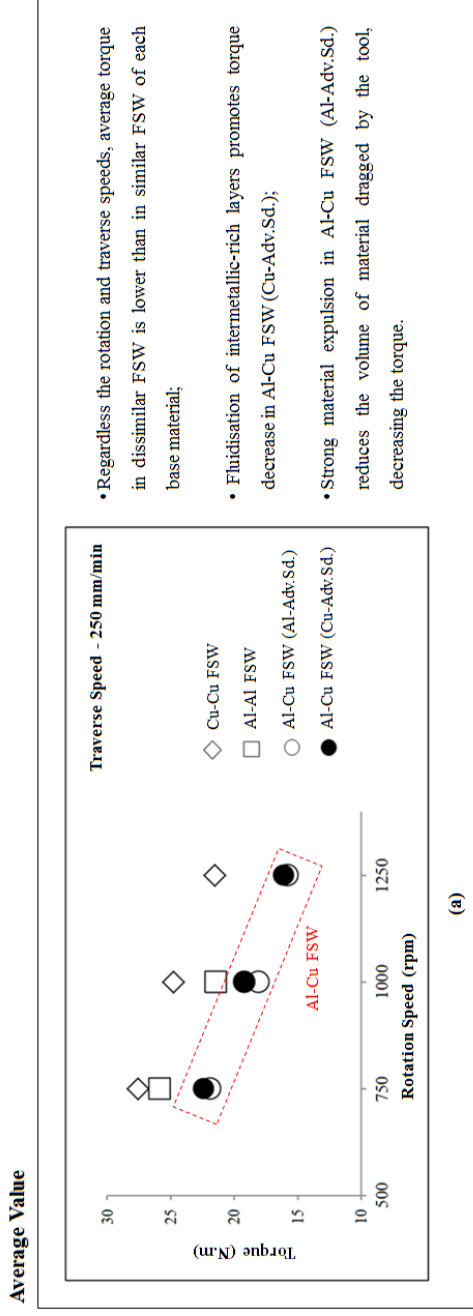 Average Value
Traverse Speed – 250 mm/min
30
25
20
15
10
Torque (N.m)
500
750
1000
1250
Rotation Speed (rpm)
Al-Cu FSW
Cu-Cu FSW
Al-Al FSW
Al-Cu FSW (Al-Adv.Sd.)
Al-Cu FSW (Cu-Adv.Sd.)
• Regardless the rotation and traverse speeds, average torque
in dissimilar FSW is lower than in similar FSW of each
base material;
• Fluidisation of intermetallic-rich layers promotes torque
decrease in Al-Cu FSW (Cu-Adv.Sd.);
• Strong material expulsion in Al-Cu FSW (Al-Adv.Sd.)
reduces the volume of material dragged by the tool,
decreasing the torque.
(a)